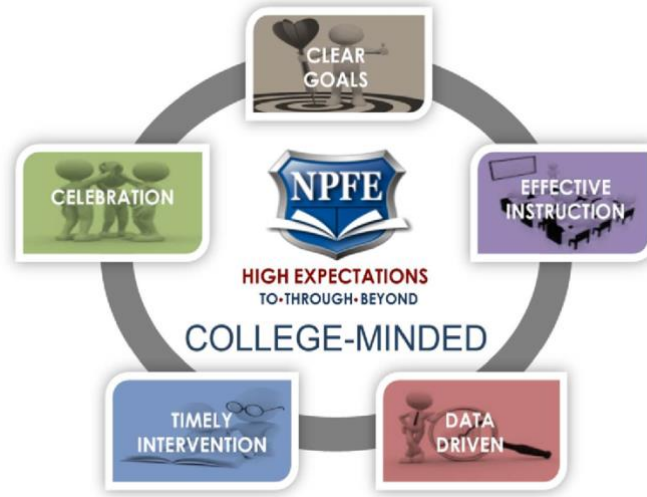 CLEAR
GOALS
CELEBRATION
NPFE
EFFECTIVE
INSTRUCTION
HIGH EXPECTATIONS
TO•THROUGH•BEYOND
COLLEGE-MINDED
TIMELY
INTERVENTION
DATA
DRIVEN